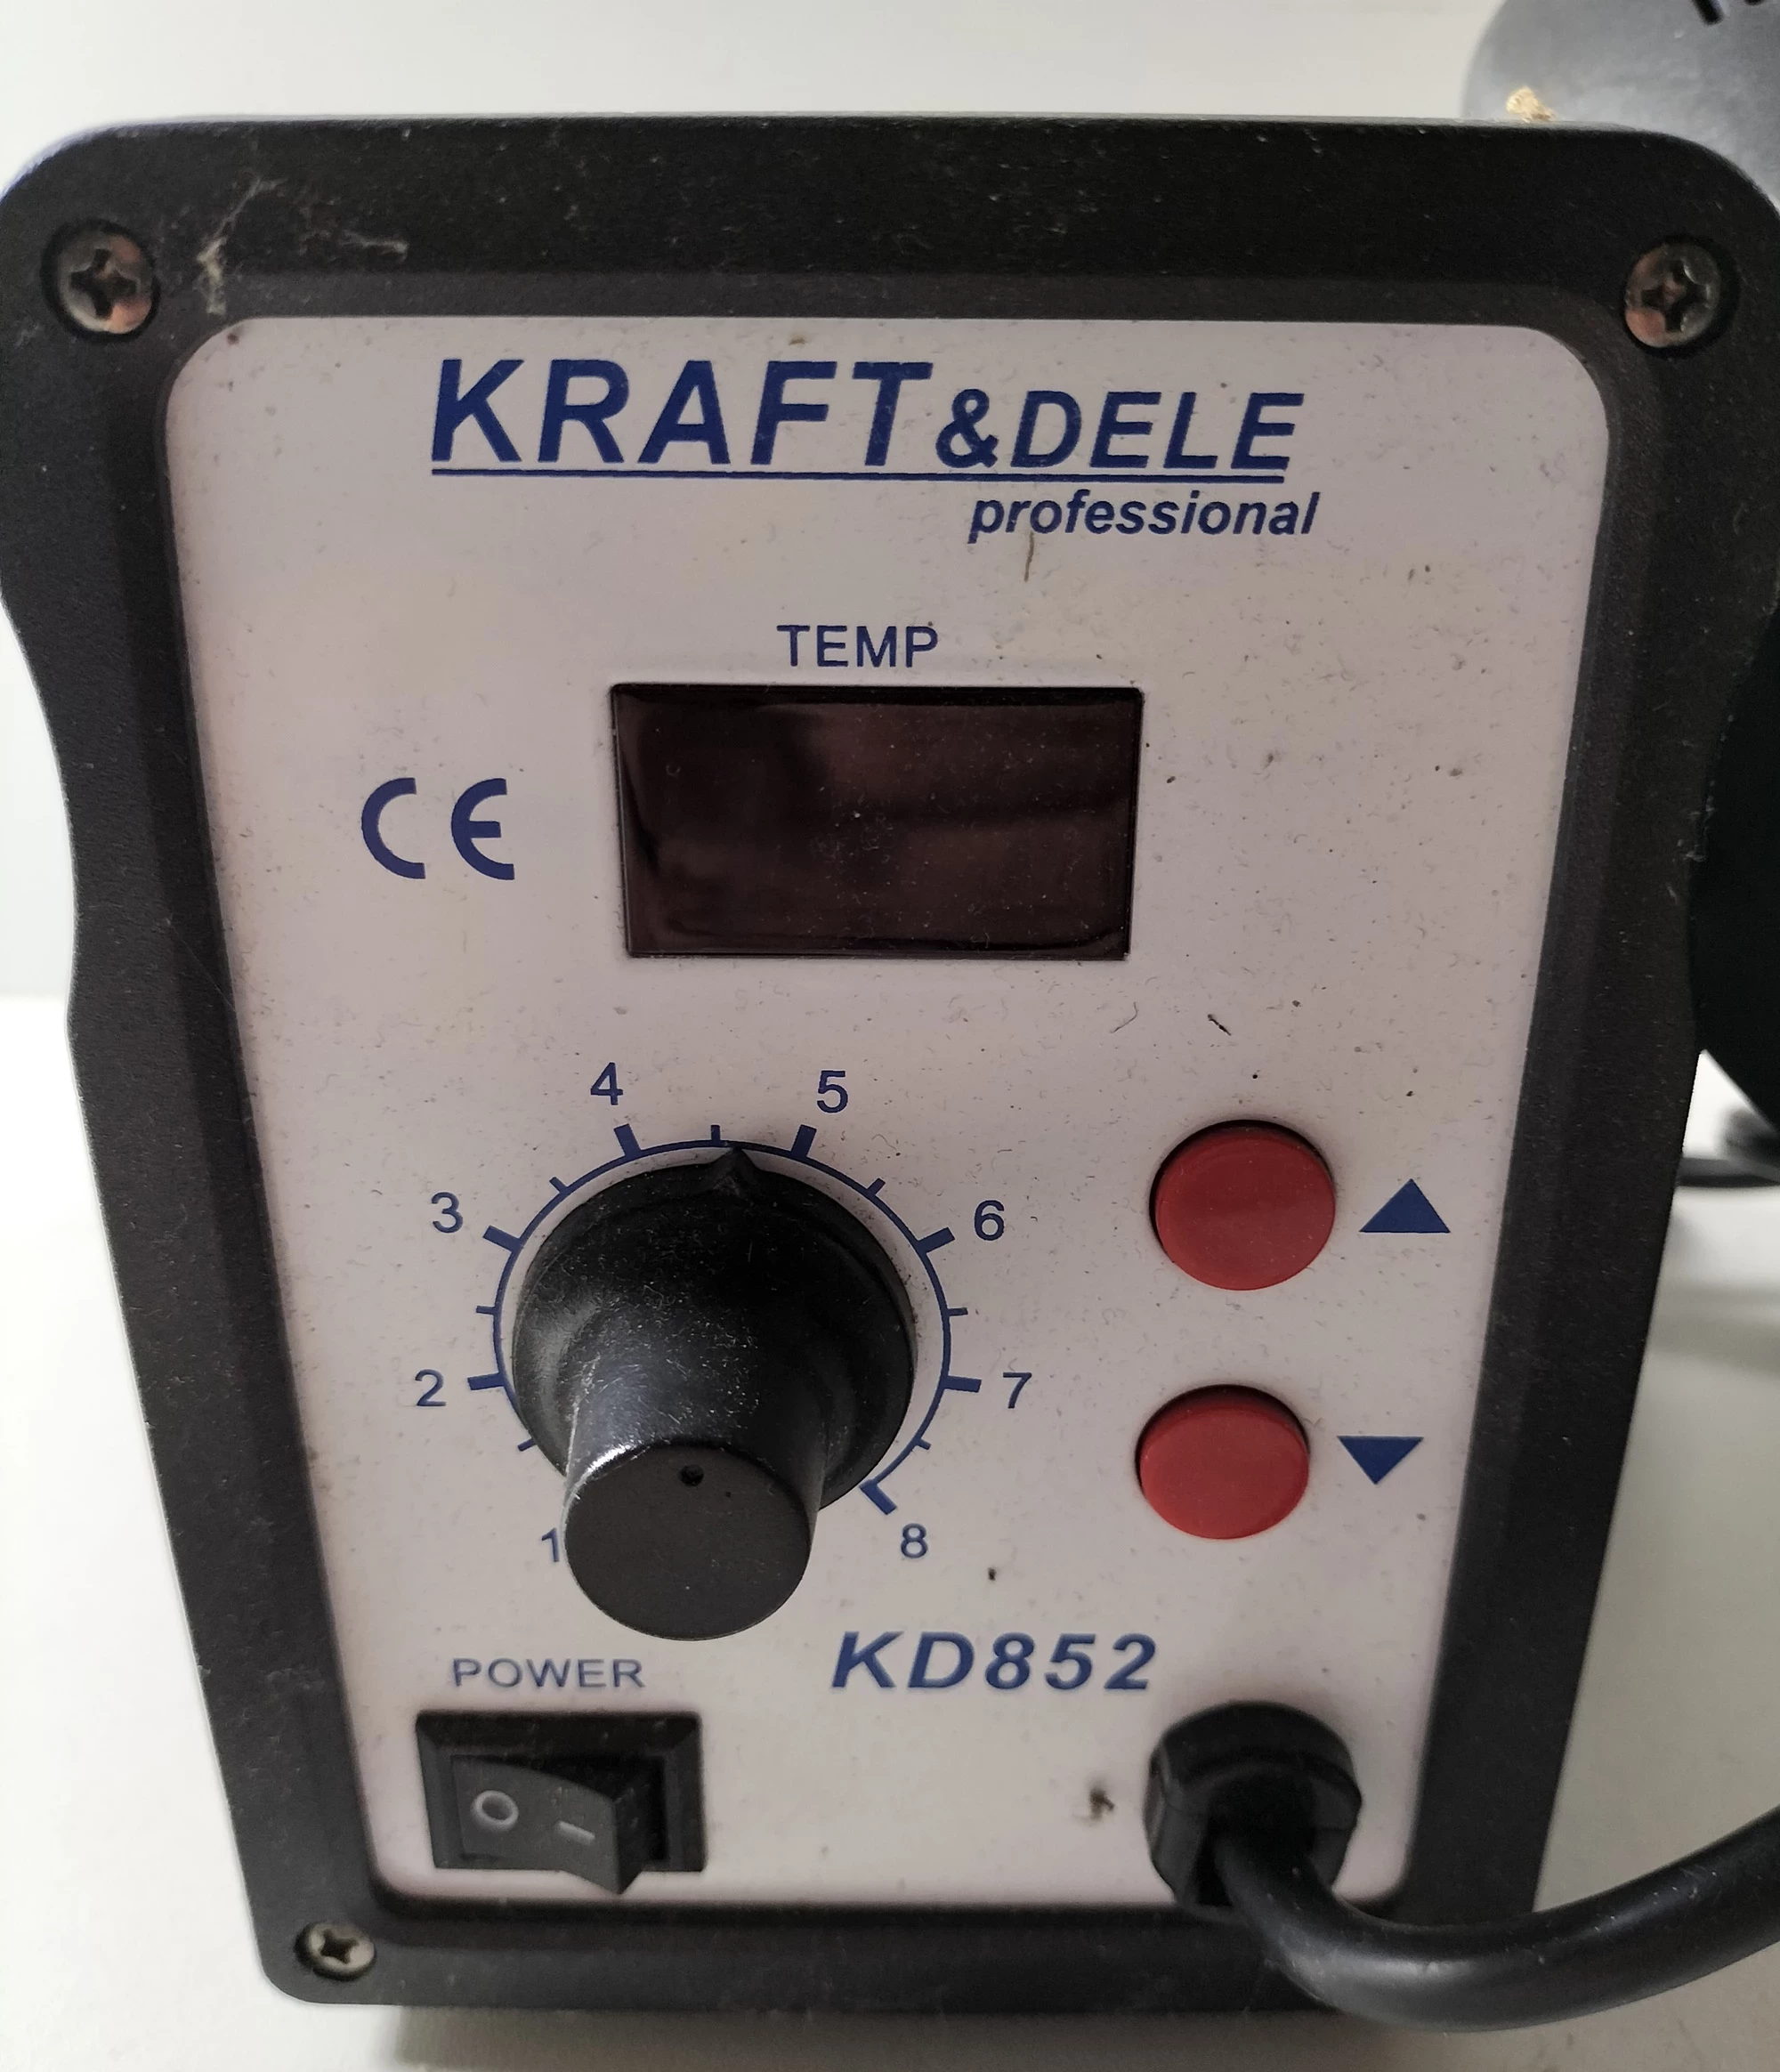 KRAFT&DELE
professional
TEMP
CE
4 5
3 6
2 7
1 8
KD852
POWER
O I